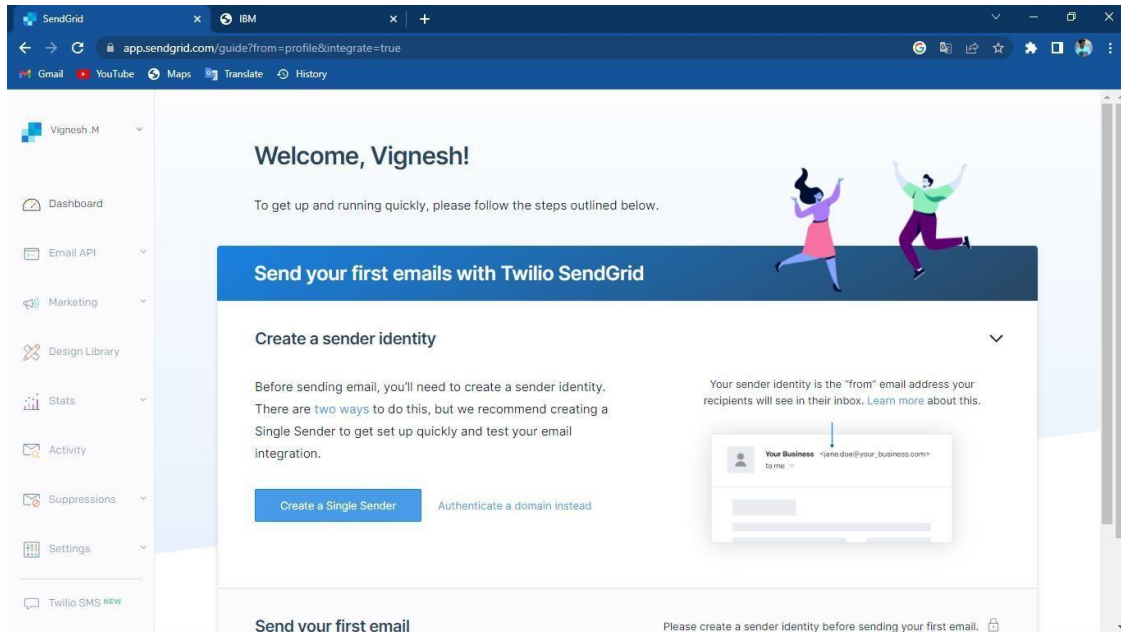 SendGrid
IBM
app.sendgrid.com/guide?from=profile&integrate=true
Gmail YouTube Maps Translate History
Vignesh .M
Dashboard
Email API
Marketing
Design Library
Stats
Activity
Suppressions
Settings
Twilio SMS NEW
Welcome, Vignesh!
To get up and running quickly, please follow the steps outlined below.
Send your first emails with Twilio SendGrid
Create a sender identity
Before sending email, you'll need to create a sender identity.
There are two ways to do this, but we recommend creating a
Single Sender to get set up quickly and test your email
integration.
Create a Single Sender
Authenticate a domain instead
Your sender identity is the "from" email address your
recipients will see in their inbox. Learn more about this.
Your Business <jane.doe@your_business.com>
to me
Send your first email
Please create a sender identity before sending your first email.